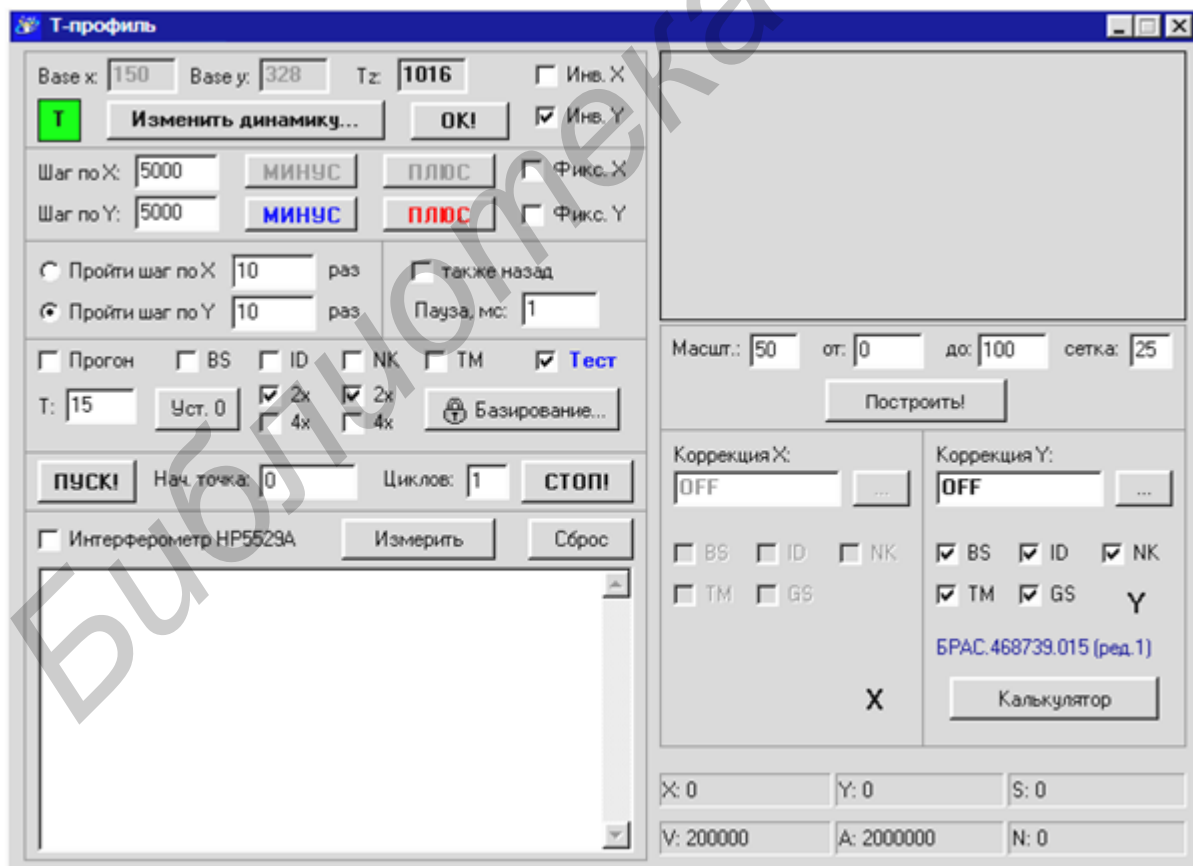 Т-профиль
Base x: 150 Base y: 328 Tz: 1016 Инв. X
T Изменить динамику... OK! Инв. Y
Шаг по X: 5000 МИНУС ПЛЮС Фикс. X
Шаг по Y: 5000 МИНУС ПЛЮС Фикс. Y
Пройти шаг по X 10 раз также назад
Пройти шаг по Y 10 раз Пауза, мс: 1
Прогон BS ID NK TM Тест
T: 15 Уст. 0 2x 2x Базирование...
4x 4x
ПУСК! Нач. точка: 0 Циклов: 1 СТОП!
Интерферометр HP5529A Измерить Сброс
Масшт.: 50 от: 0 до: 100 сетка: 25
Построить!
Коррекция X: Коррекция Y:
OFF ... OFF ...
BS ID NK BS ID NK
TM GS TM GS Y
БРАС.468739.015 (ред.1)
X Калькулятор
X: 0 Y: 0 S: 0
V: 200000 A: 2000000 N: 0
Библиотека